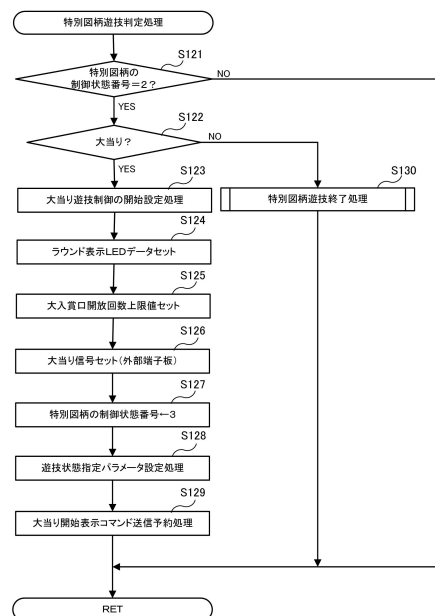 特別図柄遊技判定処理
S121
特別図柄の
制御状態番号=2?
NO
YES
S122
大当り?
NO
YES
S123
大当り遊技制御の開始設定処理
S130
特別図柄遊技終了処理
S124
ラウンド表示LEDデータセット
S125
大入賞口開放回数上限値セット
S126
大当り信号セット(外部端子板)
S127
特別図柄の制御状態番号←3
S128
遊技状態指定パラメータ設定処理
S129
大当り開始表示コマンド送信予約処理
RET